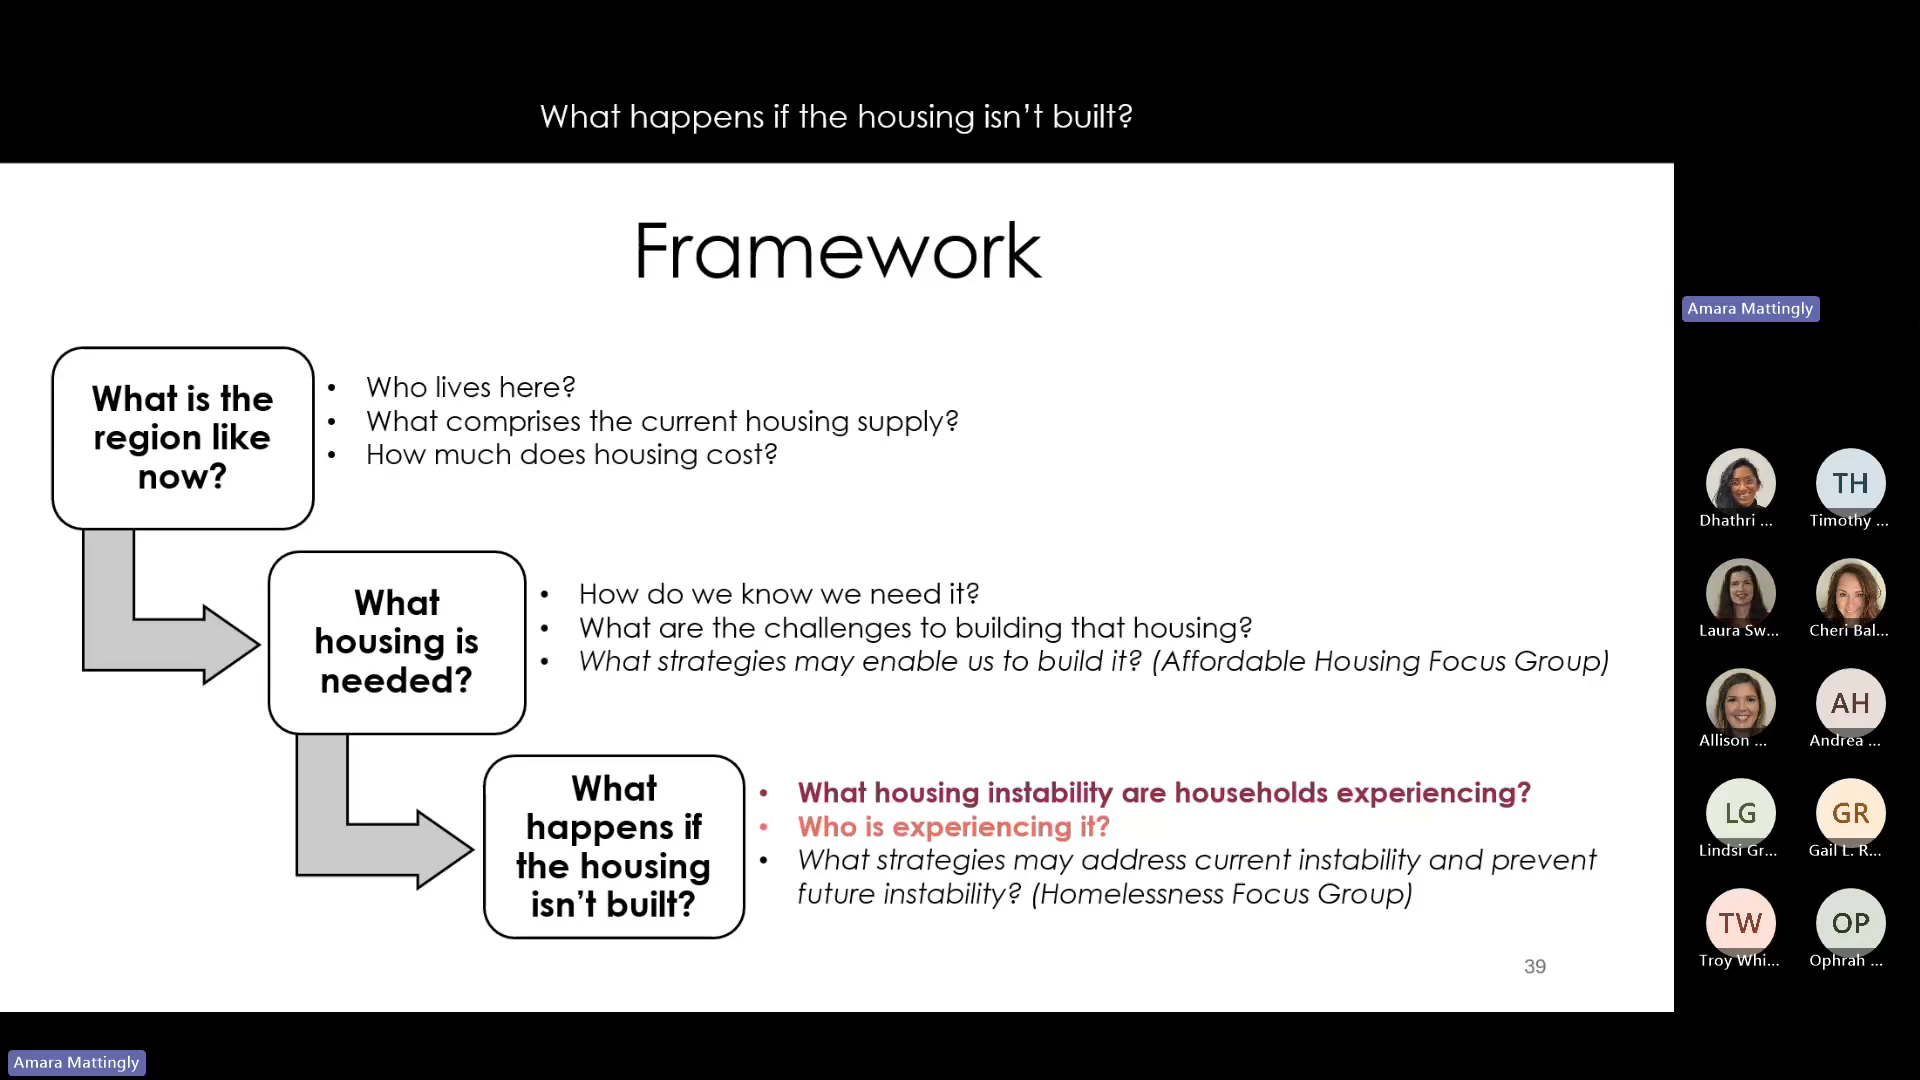 What happens if the housing isn't built?
Framework
What is the
region like
now?
• Who lives here?
• What comprises the current housing supply?
• How much does housing cost?
What
housing is
needed?
• How do we know we need it?
• What are the challenges to building that housing?
• What strategies may enable us to build it? (Affordable Housing Focus Group)
What
happens if
the housing
isn't built?
• What housing instability are households experiencing?
• Who is experiencing it?
• What strategies may address current instability and prevent
future instability? (Homelessness Focus Group)
39
Amara Mattingly
Amara Mattingly
Dhathri ...
TH
Timothy ...
Laura Sw...
Cheri Bal...
Allison ...
AH
Andrea ...
LG
Lindsi Gr...
GR
Gail L. R...
TW
Troy Whi...
OP
Ophrah ...